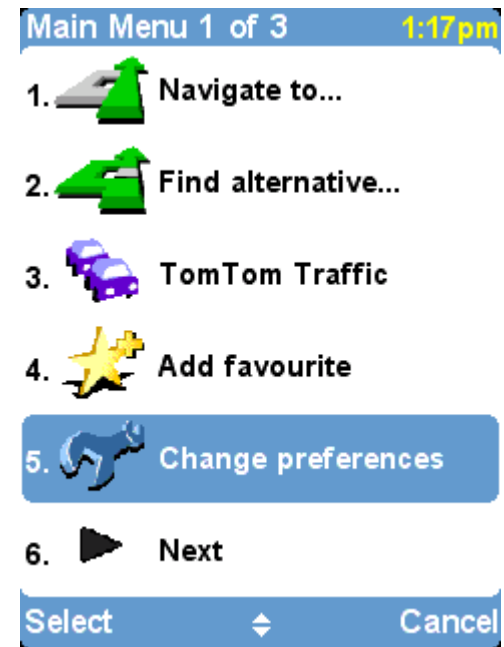 Main Menu 1 of 3 1:17pm
1. Navigate to...
2. Find alternative...
3. TomTom Traffic
4. Add favourite
5. Change preferences
6. Next
Select Cancel